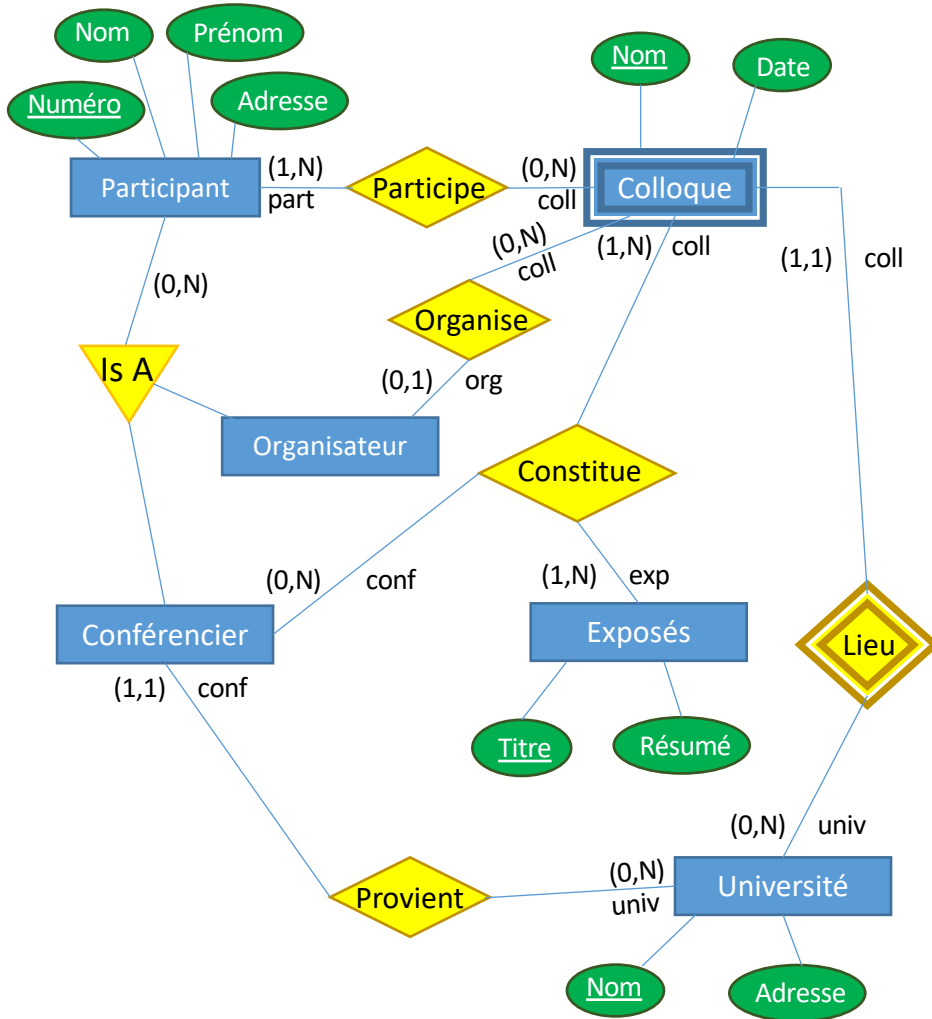 Nom
Prénom
Numéro
Adresse
Participant
(1,N)
part
Participe
(0,N)
coll
Nom
Date
Colloque
(0,N)
coll
(1,N) coll
(1,1) coll
(0,N)
Is A
Organise
(0,1) org
Organisateur
Constitue
(0,N) conf
(1,N) exp
Conférencier
(1,1) conf
Exposés
Lieu
Titre
Résumé
(0,N) univ
Provient
(0,N)
univ
Université
Nom
Adresse